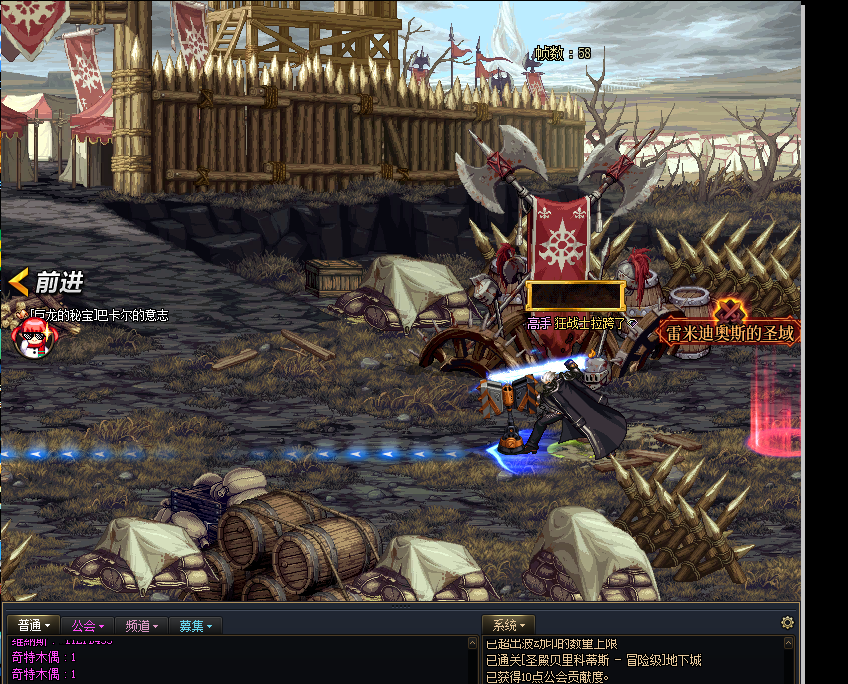 帧数：58
前进
[巨龙的秘宝]巴卡尔的意志
高手 狂战士拉跨了
雷米迪奥斯的圣域
普通
公会
频道
募集
系统
奇特木偶：1
奇特木偶：1
已超出波动印的数量上限
已通关[圣殿贝里科蒂斯 - 冒险级]地下城
已获得10点公会贡献度。